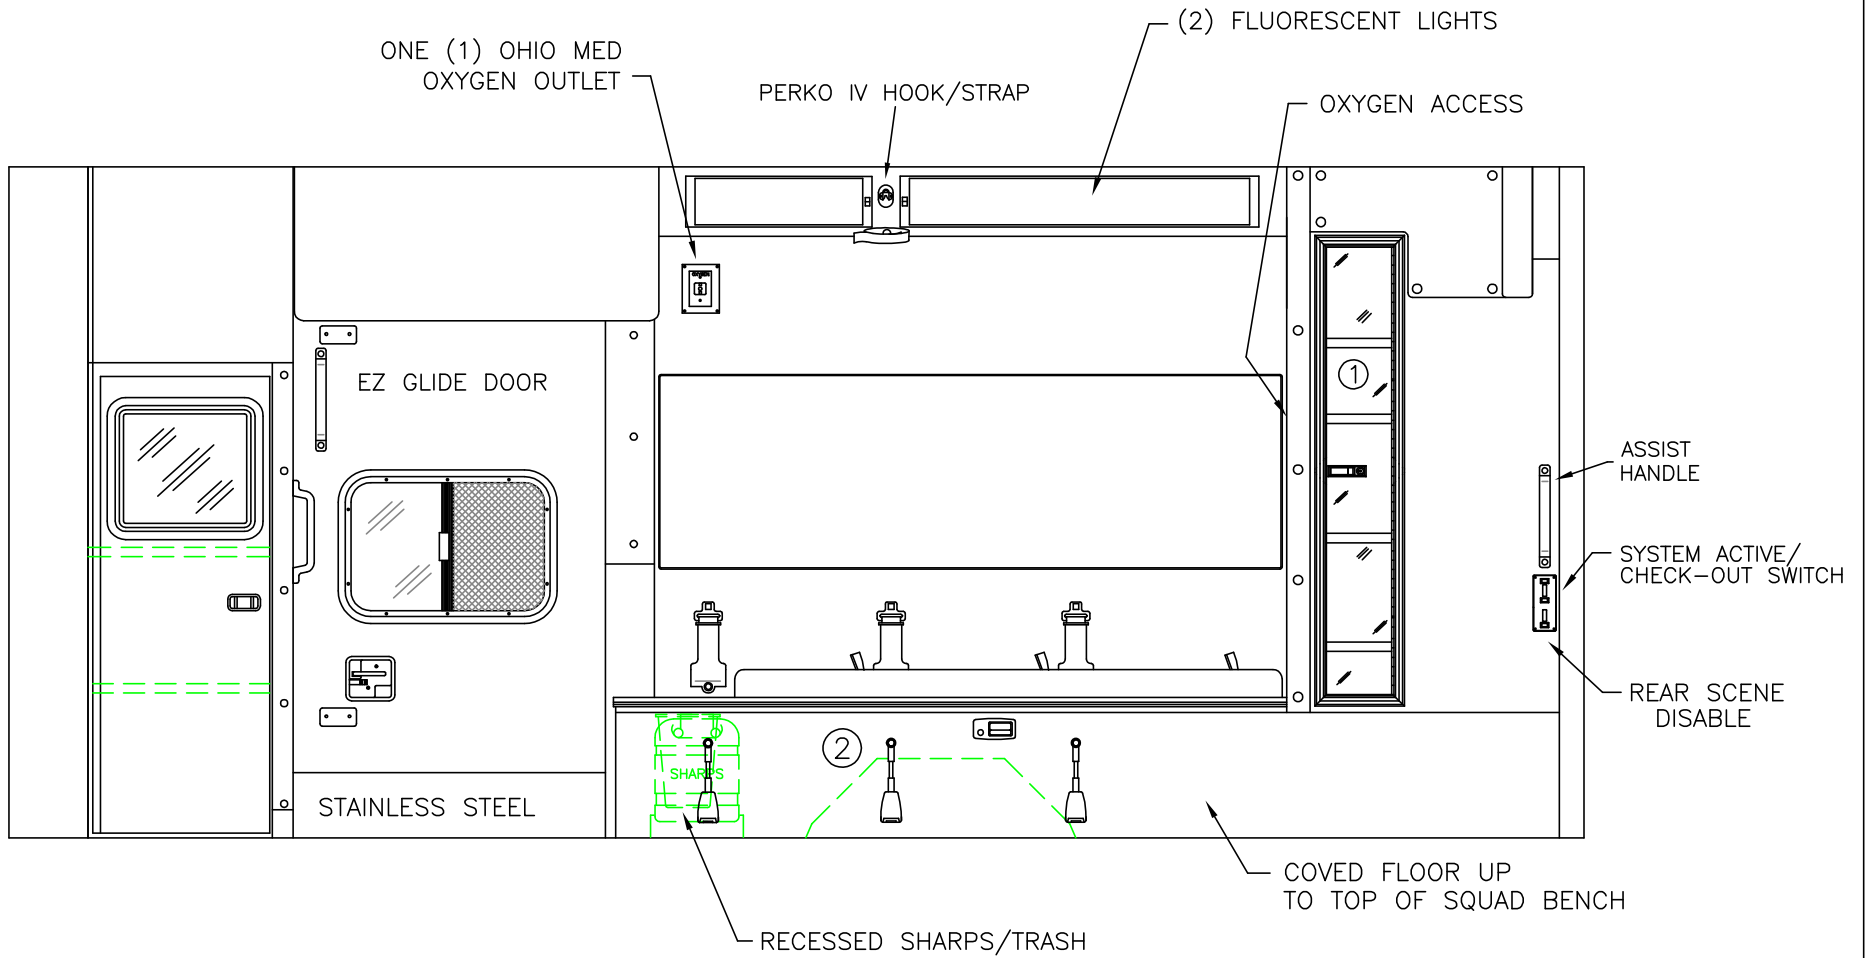 (2) FLUORESCENT LIGHTS
ONE (1) OHIO MED
OXYGEN OUTLET
PERKO IV HOOK/STRAP
OXYGEN ACCESS
OXYGEN
EZ GLIDE DOOR
1
ASSIST
HANDLE
SYSTEM ACTIVE/
CHECK-OUT SWITCH
REAR SCENE
DISABLE
2
SHARPS
STAINLESS STEEL
COVED FLOOR UP
TO TOP OF SQUAD BENCH
RECESSED SHARPS/TRASH